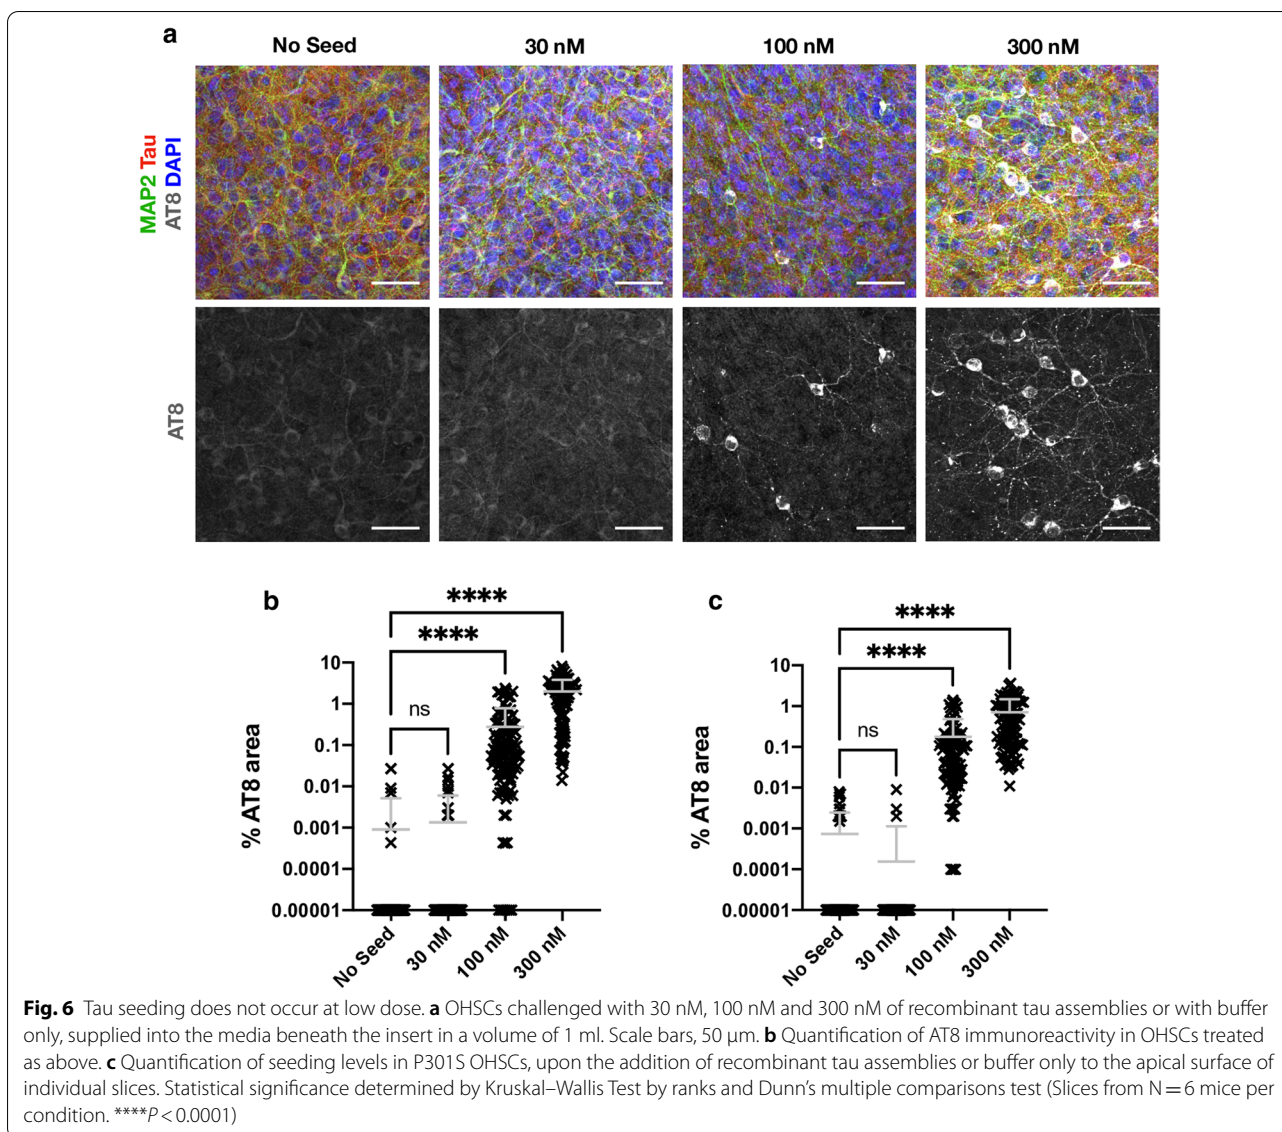 a
No Seed 30 nM 100 nM 300 nM
MAP2 Tau
AT8 DAPI
AT8
b
****
****
ns
% AT8 area
10
1
0.1
0.01
0.001
0.0001
0.00001
No Seed
30 nM
100 nM
300 nM
c
****
****
ns
% AT8 area
10
1
0.1
0.01
0.001
0.0001
0.00001
No Seed
30 nM
100 nM
300 nM
Fig. 6 Tau seeding does not occur at low dose. a OHSCs challenged with 30 nM, 100 nM and 300 nM of recombinant tau assemblies or with buffer
only, supplied into the media beneath the insert in a volume of 1 ml. Scale bars, 50 μm. b Quantification of AT8 immunoreactivity in OHSCs treated
as above. c Quantification of seeding levels in P301S OHSCs, upon the addition of recombinant tau assemblies or buffer only to the apical surface of
individual slices. Statistical significance determined by Kruskal–Wallis Test by ranks and Dunn's multiple comparisons test (Slices from N = 6 mice per
condition. ****P < 0.0001)